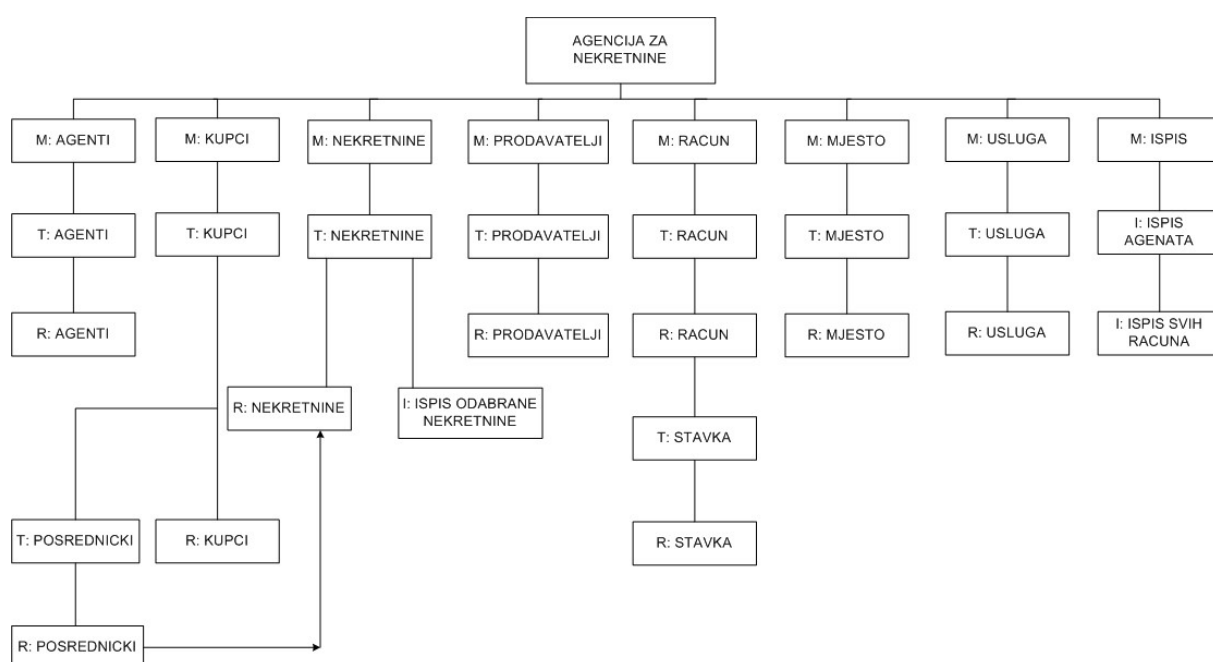 AGENCIJA ZA
NEKRETNINE
M: AGENTI
M: KUPCI
M: NEKRETNINE
M: PRODAVATELJI
M: RACUN
M: MJESTO
M: USLUGA
M: ISPIS
T: AGENTI
T: KUPCI
T: NEKRETNINE
T: PRODAVATELJI
T: RACUN
T: MJESTO
T: USLUGA
I: ISPIS
AGENATA
R: AGENTI
R: PRODAVATELJI
R: RACUN
R: MJESTO
R: USLUGA
I: ISPIS SVIH
RACUNA
R: NEKRETNINE
I: ISPIS ODABRANE
NEKRETNINE
T: STAVKA
T: POSREDNICKI
R: KUPCI
R: STAVKA
R: POSREDNICKI